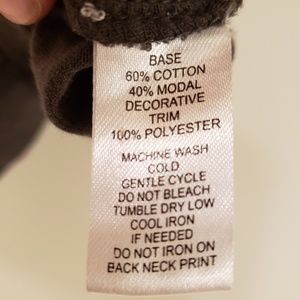 BASE
60% COTTON
40% MODAL
DECORATIVE
TRIM
100% POLYESTER
MACHINE WASH
COLD
GENTLE CYCLE
DO NOT BLEACH
TUMBLE DRY LOW
COOL IRON
IF NEEDED
DO NOT IRON ON
BACK NECK PRINT